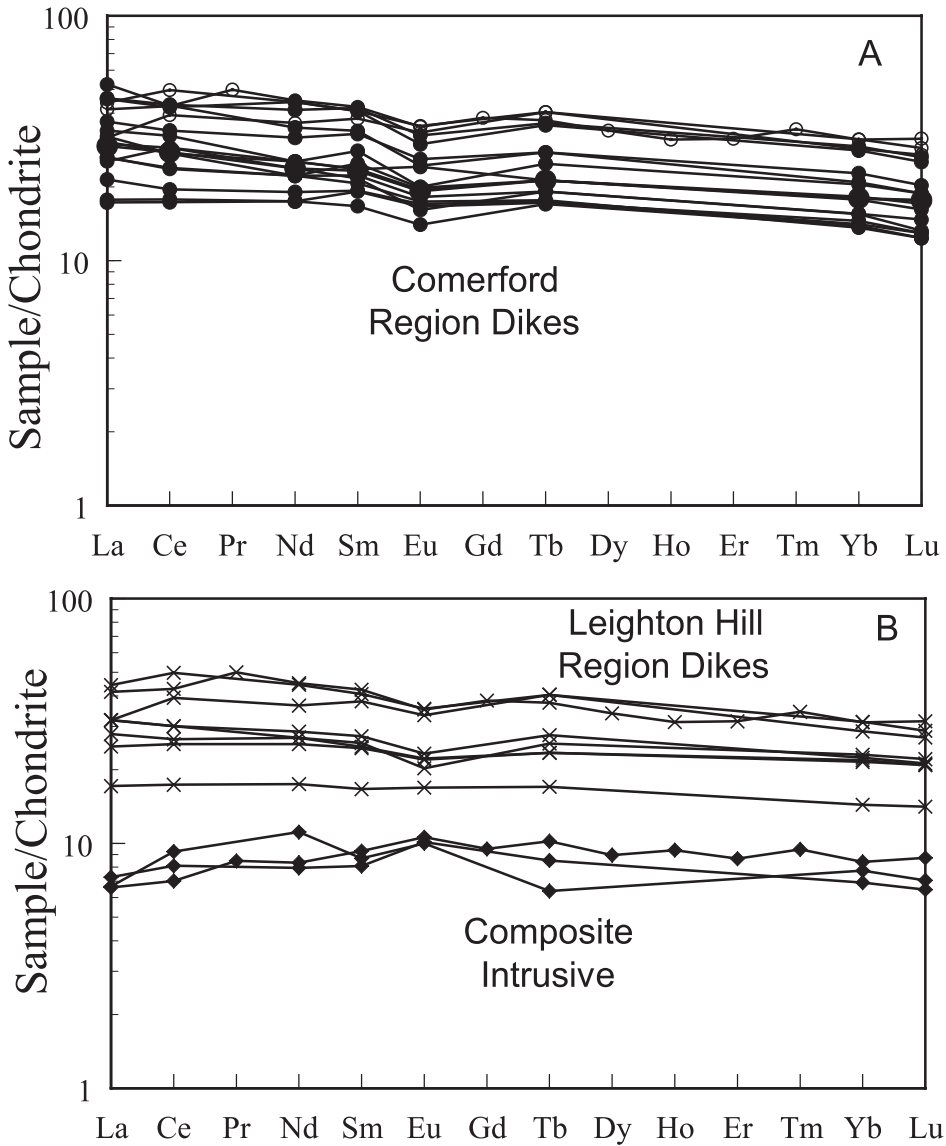 100
A
Sample/Chondrite
10
Comerford
Region Dikes
1
La Ce Pr Nd Sm Eu Gd Tb Dy Ho Er Tm Yb Lu
100
Leighton Hill
Region Dikes
B
Sample/Chondrite
10
Composite
Intrusive
1
La Ce Pr Nd Sm Eu Gd Tb Dy Ho Er Tm Yb Lu